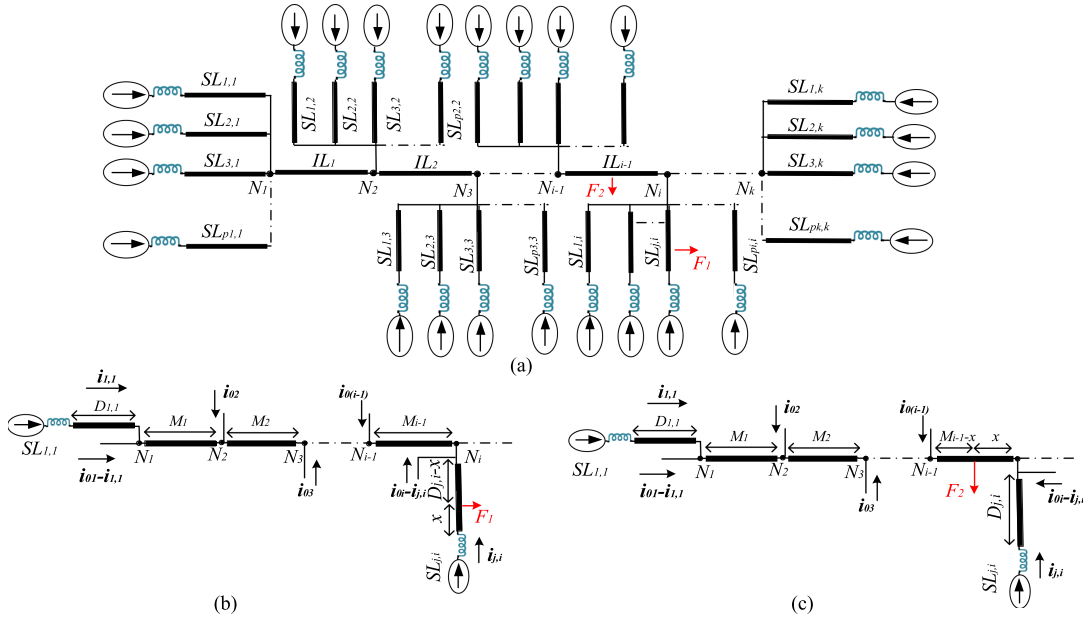 SL1,1
SL2,1
SL3,1
SLp1,1
SL1,2
SL2,2
SL3,2
SLp2,2
SL1,k
SL2,k
SL3,k
SLpk,k
IL1
IL2
ILi-1
N1
N2
N3
Ni-1
Ni
Nk
F2
F1
SL1,3
SL2,3
SL3,3
SLp3,3
SL1,i
SLj,i
SLpi,i
(a)
i1,1
D1,1
i02
i0(i-1)
M1
M2
Mi-1
SL1,1
N1
N2
N3
Ni-1
Ni
i01-i1,1
i03
i0i-ij,i
Dj,i-x
x
F1
SLj,i
ij,i
(b)
i1,1
D1,1
i02
i0(i-1)
M1
M2
Mi-1-x
x
SL1,1
N1
N2
N3
Ni-1
Ni
i01-i1,1
i03
F2
i0i-ij,i
Dj,i
SLj,i
ij,i
(c)